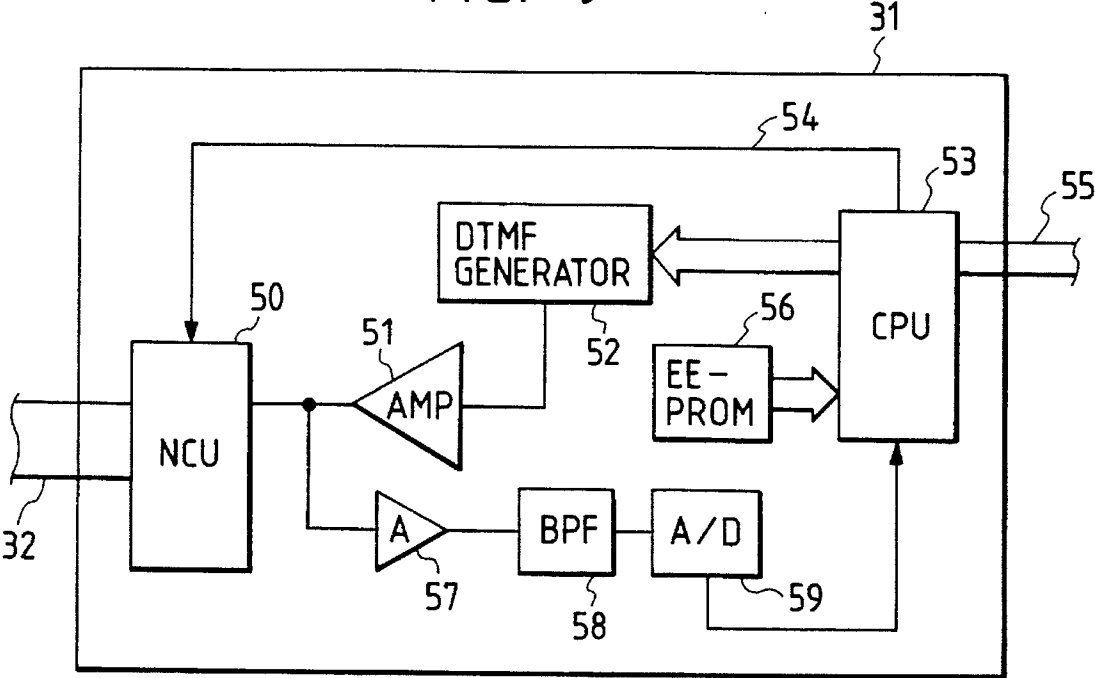 31
54
53
55
DTMF
GENERATOR
52
50
51
56
CPU
EE-
PROM
AMP
NCU
A
BPF
A/D
32
57
58
59